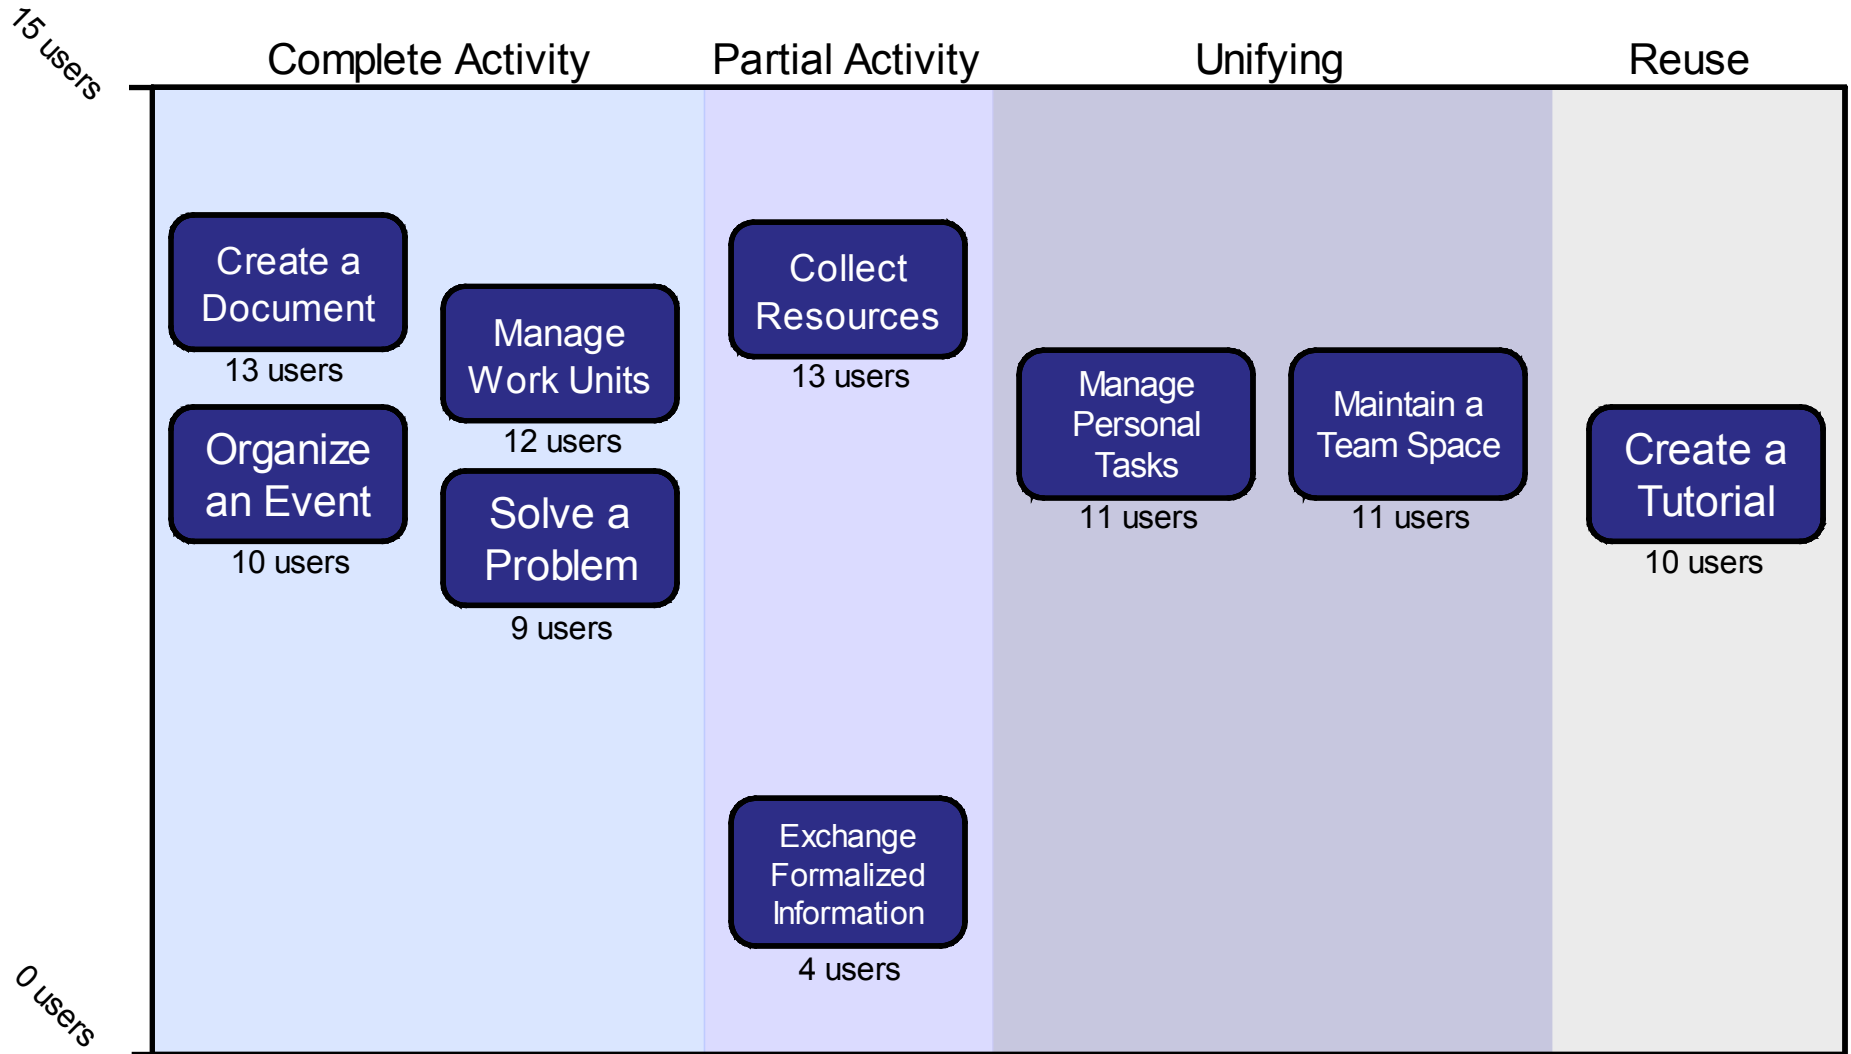 15 users
Complete Activity
Partial Activity
Unifying
Reuse
Create a
Document
13 users
Manage
Work Units
12 users
Organize
an Event
10 users
Solve a
Problem
9 users
Collect
Resources
13 users
Exchange
Formalized
Information
4 users
Manage
Personal
Tasks
11 users
Maintain a
Team Space
11 users
Create a
Tutorial
10 users
0 users